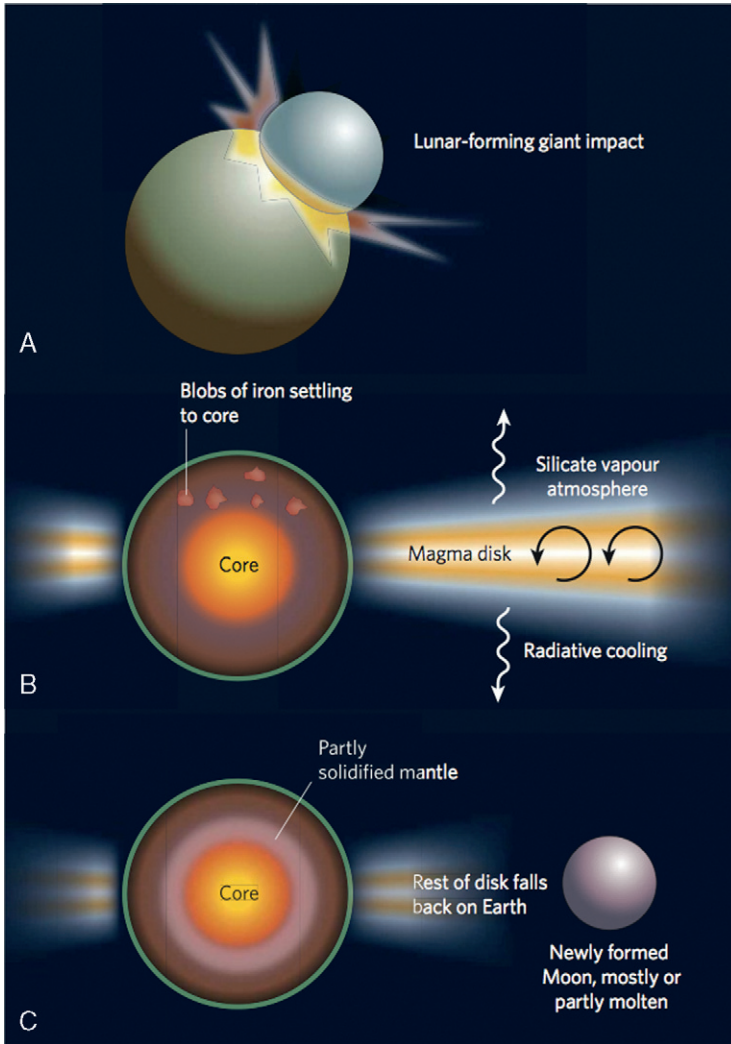 Lunar-forming giant impact
A
Blobs of iron settling
to core
Silicate vapour
atmosphere
Core
Magma disk
Radiative cooling
B
Partly
solidified mantle
Core
Rest of disk falls
back on Earth
Newly formed
Moon, mostly or
partly molten
C